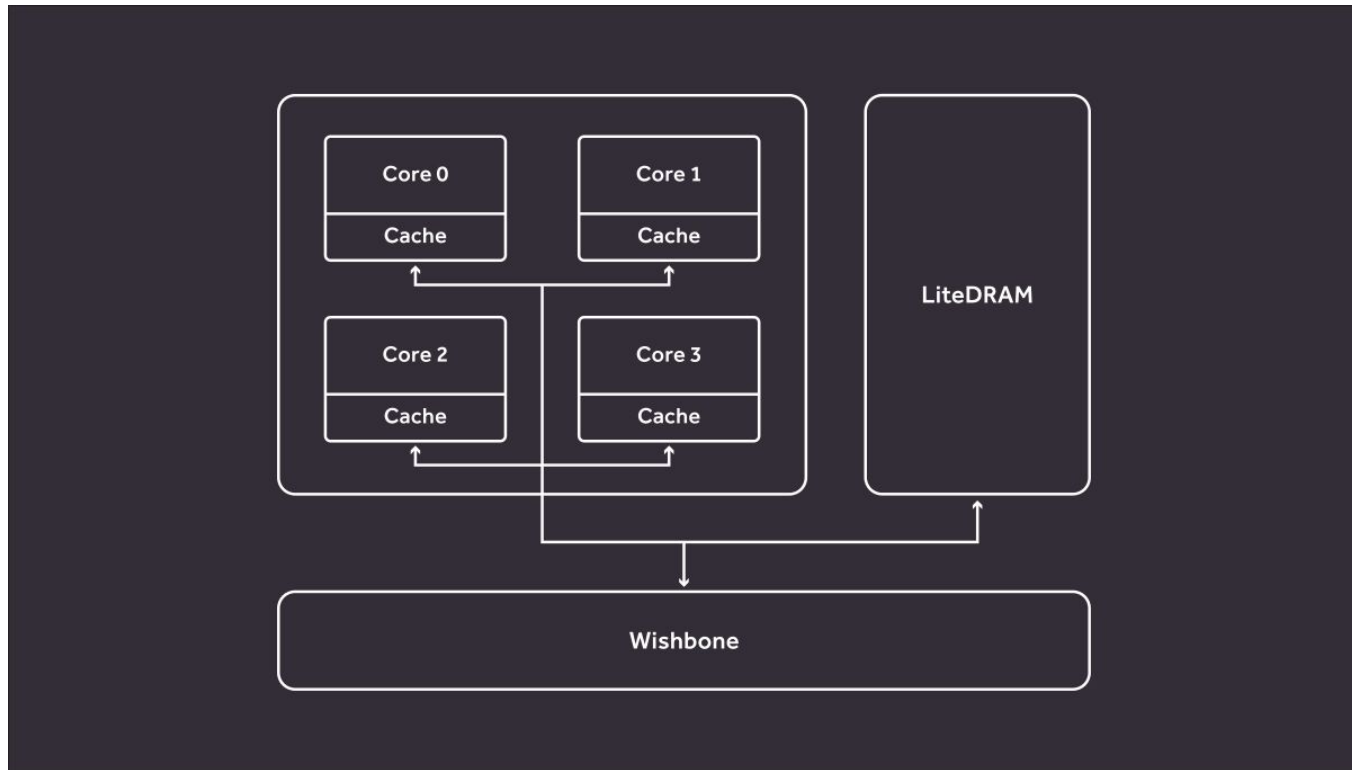 Core 0
Cache
Core 1
Cache
Core 2
Cache
Core 3
Cache
LiteDRAM
Wishbone